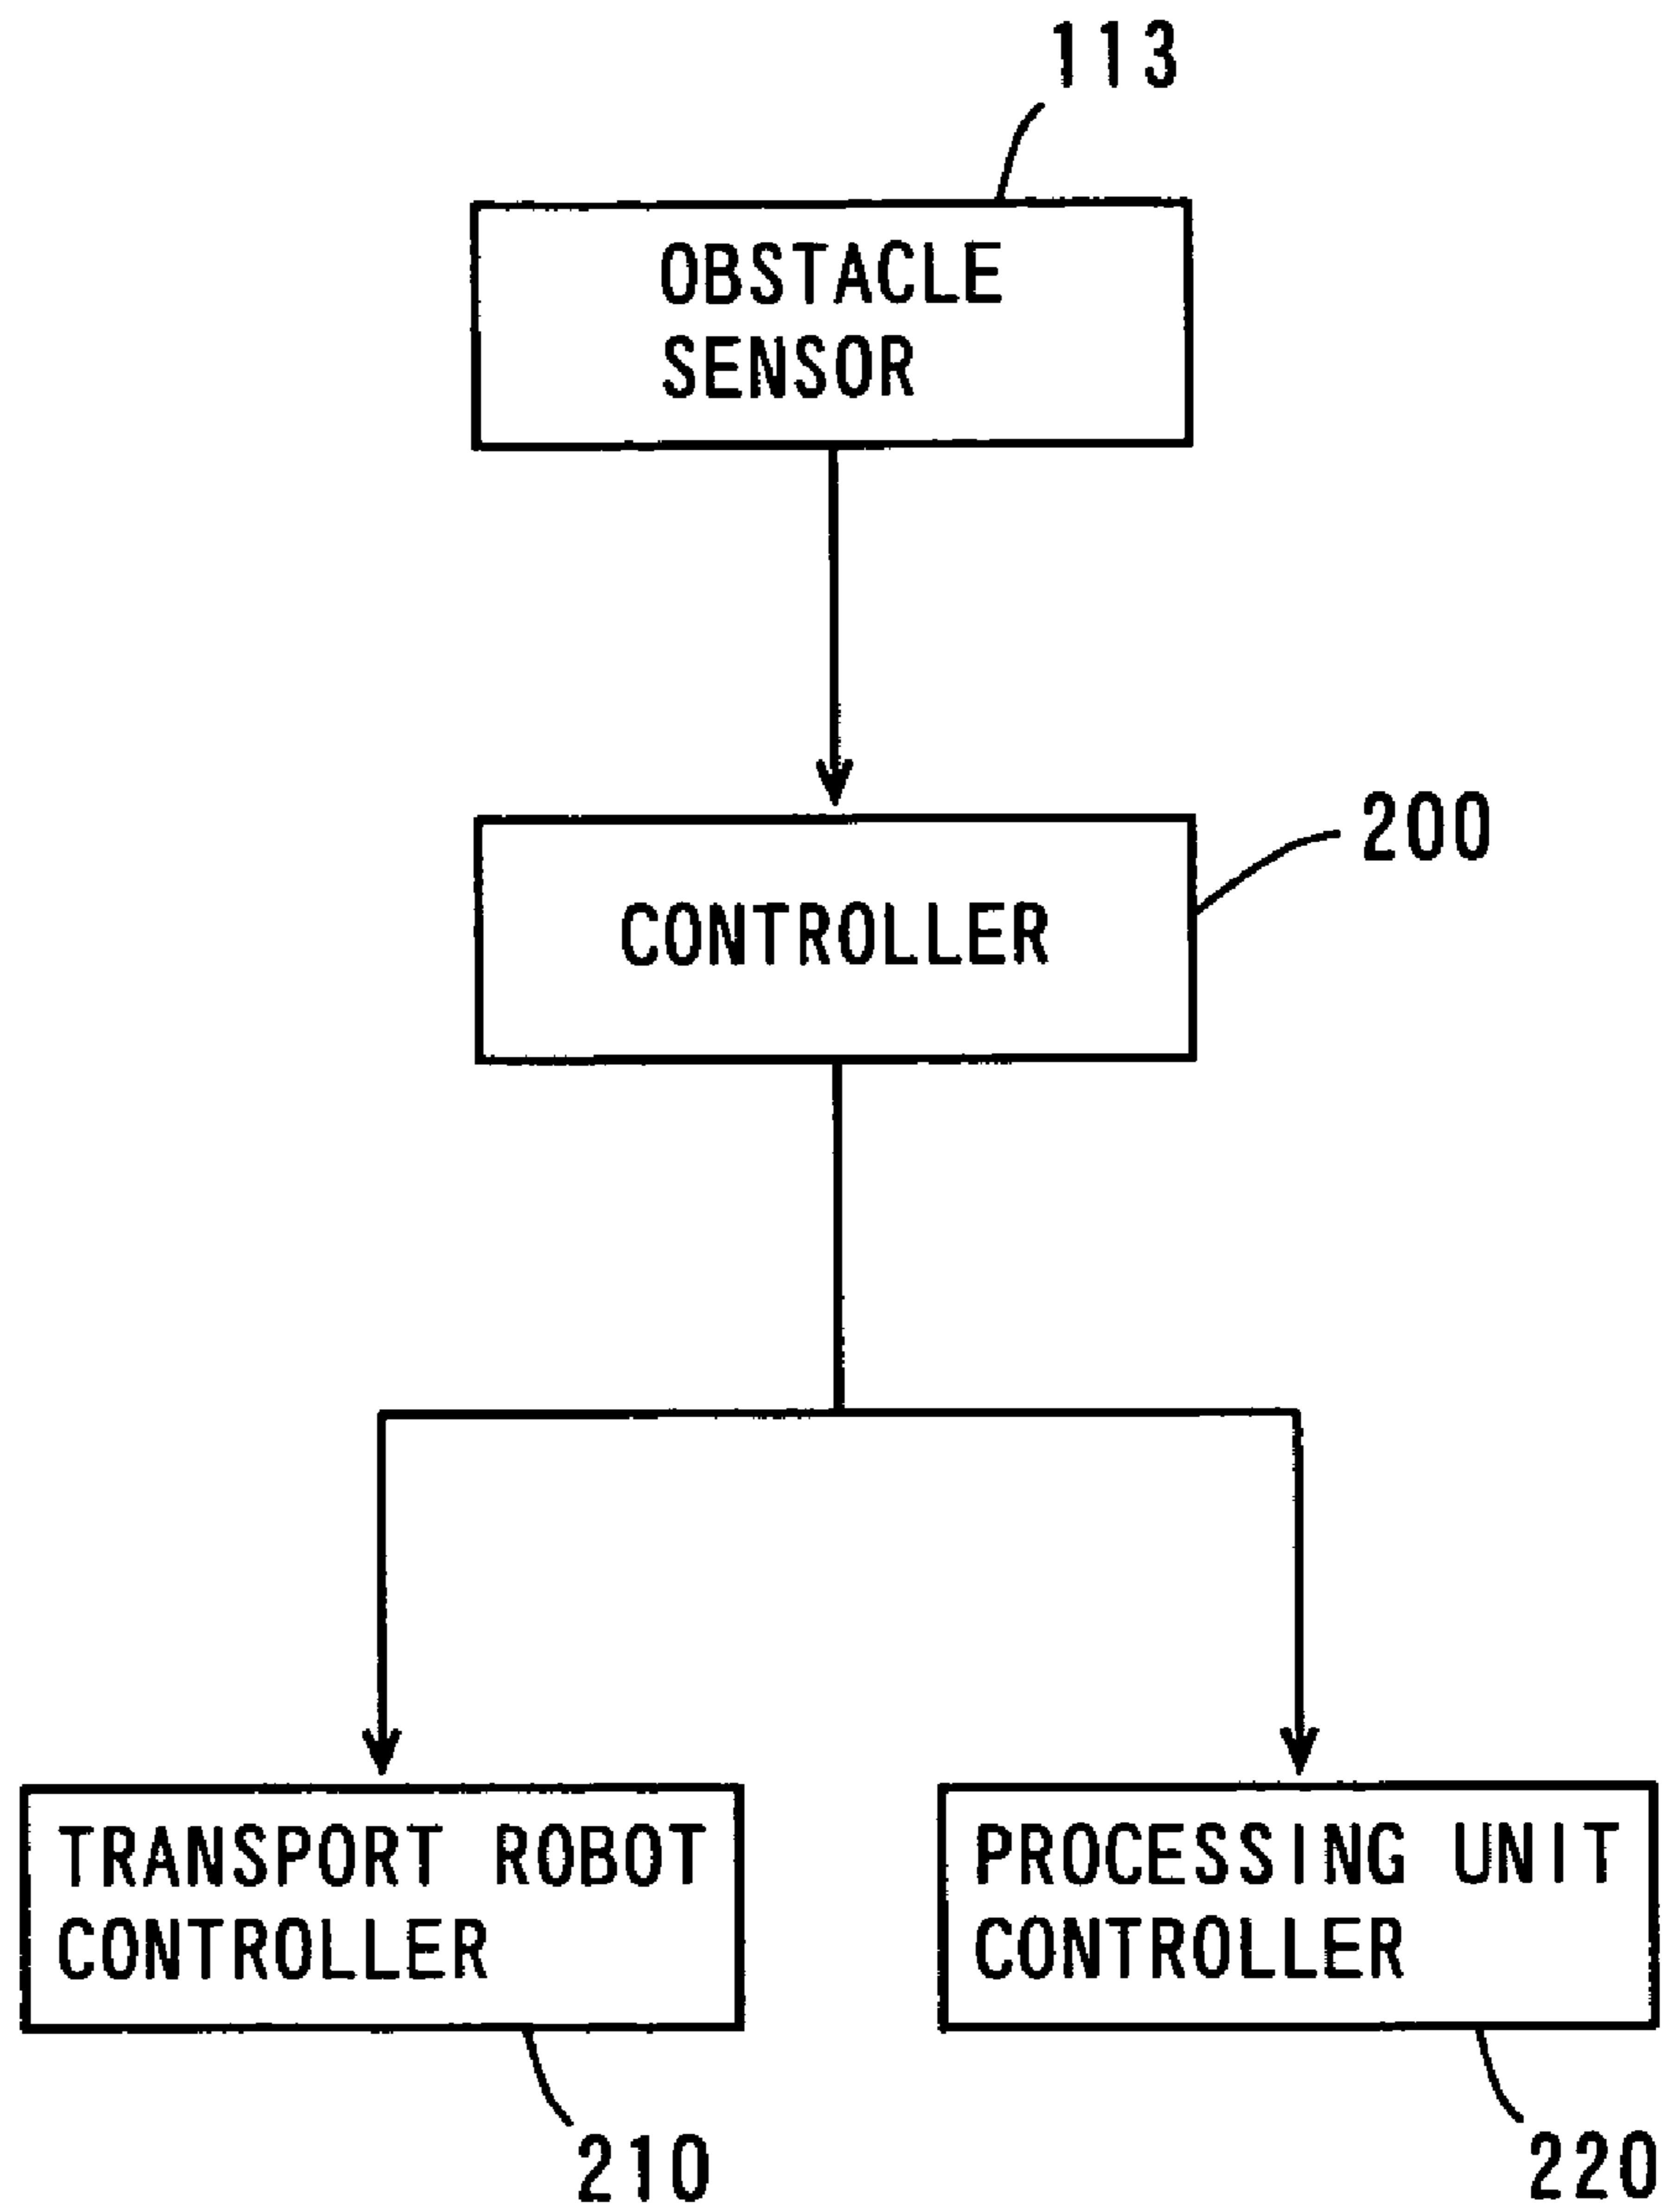 113
OBSTACLE
SENSOR
200
CONTROLLER
TRANSPORT ROBOT
CONTROLLER
PROCESSING UNIT
CONTROLLER
210
220